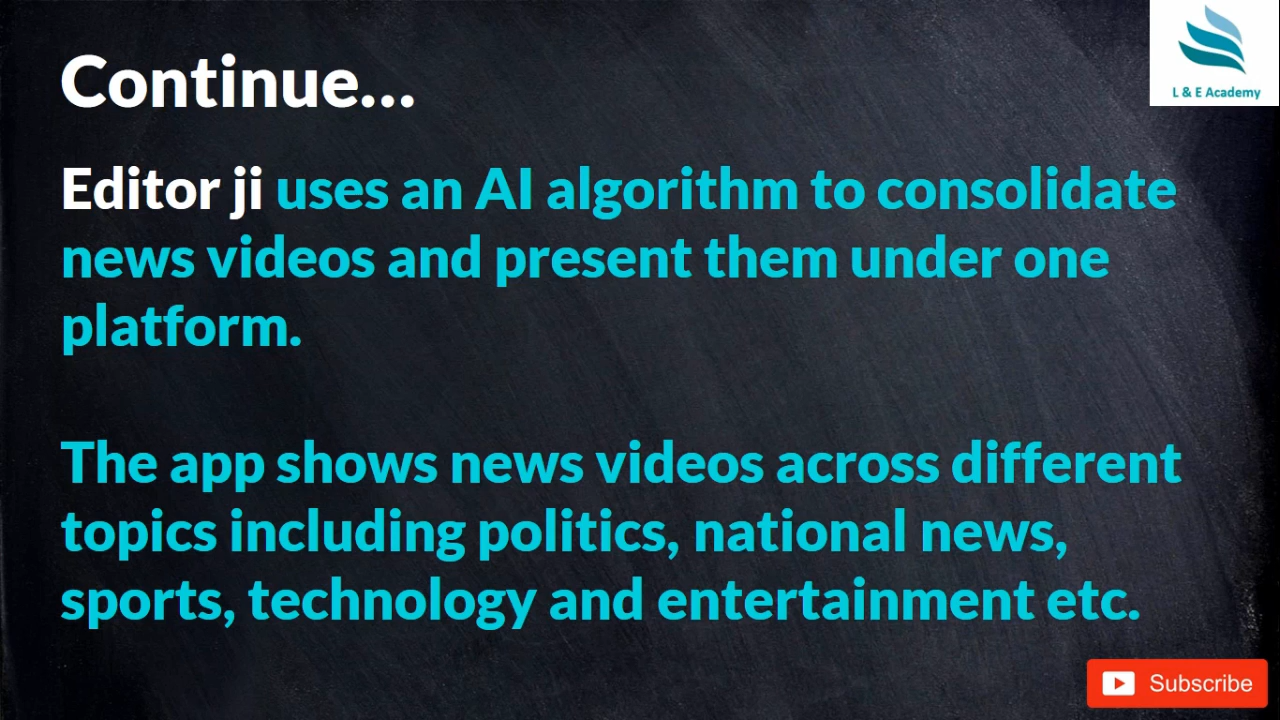 Continue...
L & E Academy
Editor ji uses an AI algorithm to consolidate
news videos and present them under one
platform.
The app shows news videos across different
topics including politics, national news,
sports, technology and entertainment etc.
Subscribe